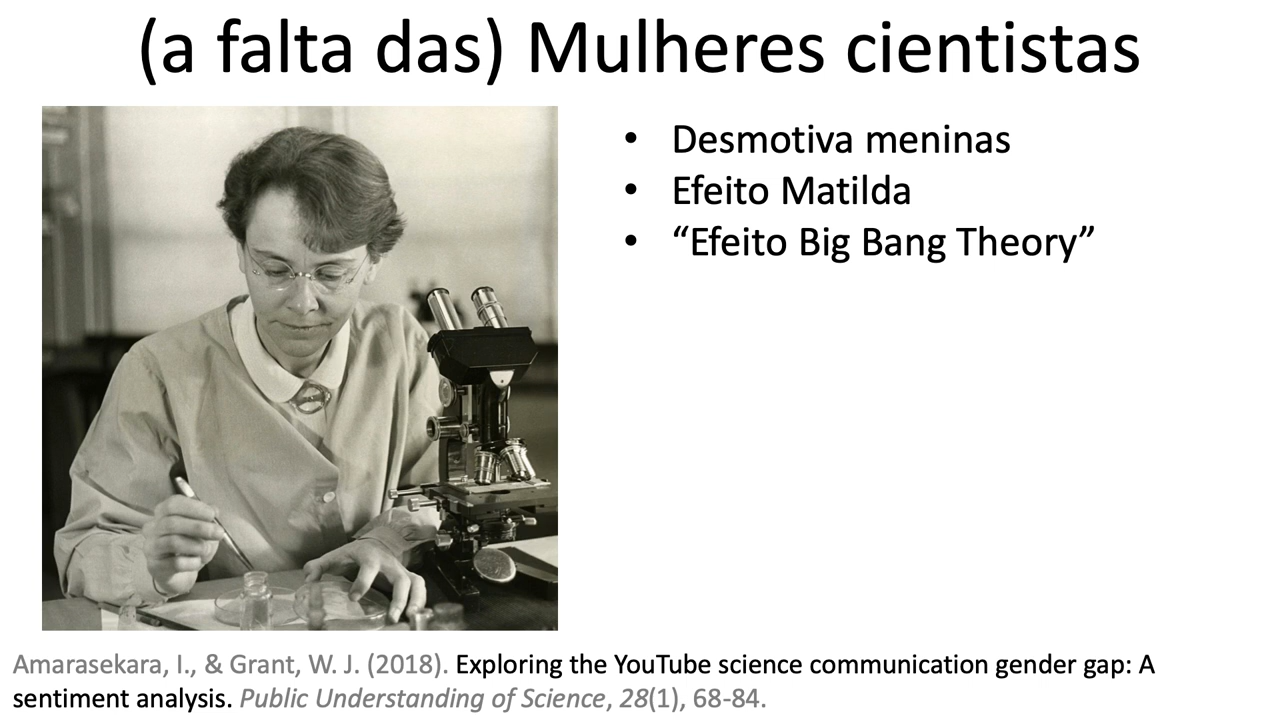 (a falta das) Mulheres cientistas
• Desmotiva meninas
• Efeito Matilda
• “Efeito Big Bang Theory”
Amarasekara, I., & Grant, W. J. (2018). Exploring the YouTube science communication gender gap: A
sentiment analysis. Public Understanding of Science, 28(1), 68-84.